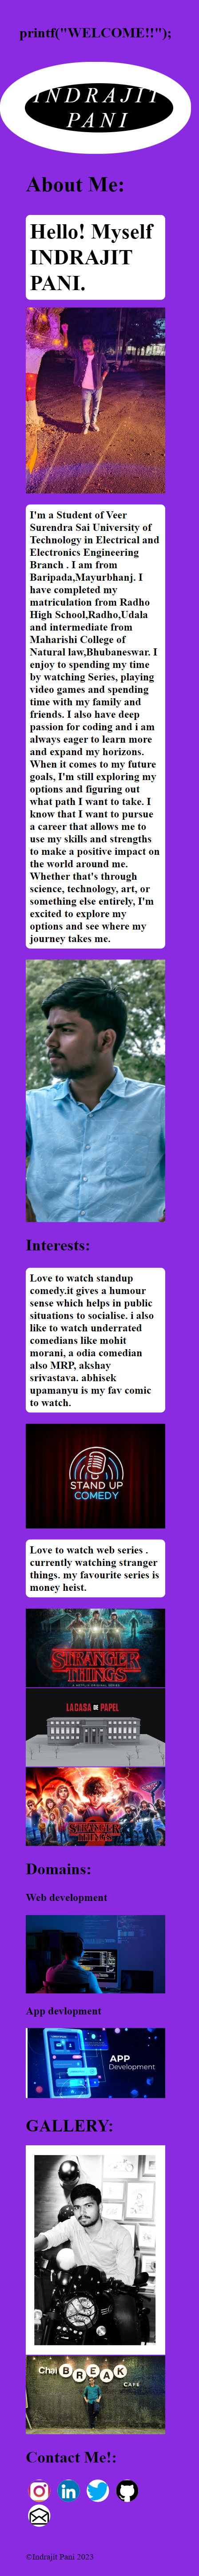 printf("WELCOME!!");
INDRAJIT
PANI
About Me:
Hello! Myself
INDRAJIT
PANI.
I'm a Student of Veer
Surendra Sai University of
Technology in Electrical and
Electronics Engineering
Branch . I am from
Baripada,Mayurbhanj. I
have completed my
matriculation from Radho
High School,Radho,Udala
and intermediate from
Maharishi College of
Natural law,Bhubaneswar. I
enjoy to spending my time
by watching Series, playing
video games and spending
time with my family and
friends. I also have deep
passion for coding and i am
always eager to learn more
and expand my horizons.
When it comes to my future
goals, I'm still exploring my
options and figuring out
what path I want to take. I
know that I want to pursue
a career that allows me to
use my skills and strengths
to make a positive impact on
the world around me.
Whether that's through
science, technology, art, or
something else entirely, I'm
excited to explore my
options and see where my
journey takes me.
Interests:
Love to watch standup
comedy.it gives a humour
sense which helps in public
situations to socialise. i also
like to watch underrated
comedians like mohit
morani, a odia comedian
also MRP, akshay
srivastava. abhisek
upamanyu is my fav comic
to watch.
STAND UP
COMEDY
Love to watch web series .
currently watching stranger
things. my favourite series is
money heist.
STRANGER
THINGS
A NETFLIX ORIGINAL SERIES
LA CASA DE PAPEL
STRANGER
THINGS
Domains:
Web development
App devlopment
APP
Development
GALLERY:
Chai BREAK
CAFE
Contact Me!:
in
©Indrajit Pani 2023